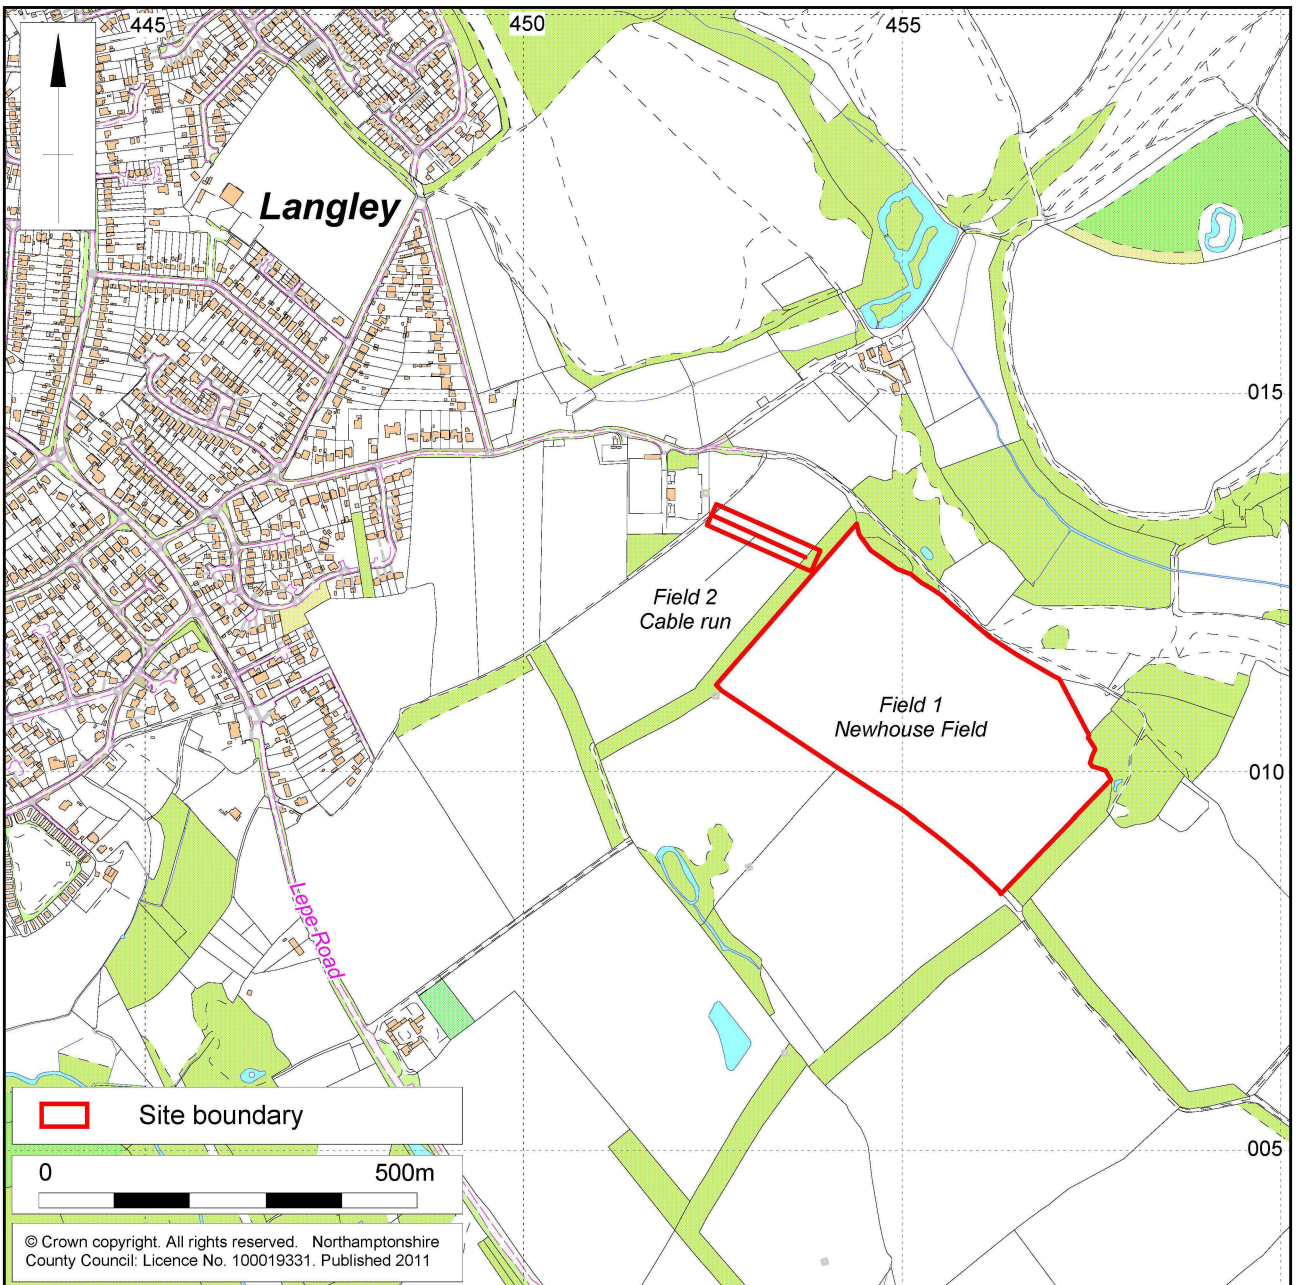 445
450
455
Langley
015
Field 2
Cable run
Field 1
Newhouse Field
010
Lepe Road
Site boundary
005
0 500m
© Crown copyright. All rights reserved. Northamptonshire
County Council: Licence No. 100019331. Published 2011